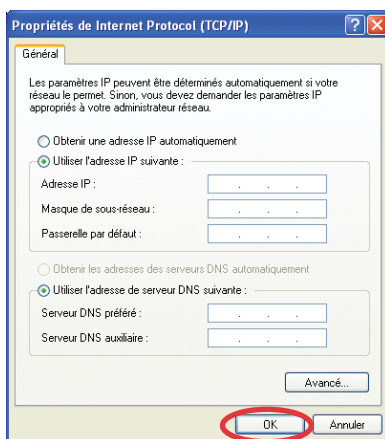 Propriétés de Internet Protocol (TCP/IP)
Général
Les paramètres IP peuvent être déterminés automatiquement si votre
réseau le permet. Sinon, vous devez demander les paramètres IP
appropriés à votre administrateur réseau.
Obtenir une adresse IP automatiquement
Utiliser l'adresse IP suivante :
Adresse IP :
Masque de sous-réseau :
Passerelle par défaut :
Obtenir les adresses des serveurs DNS automatiquement
Utiliser l'adresse de serveur DNS suivante :
Serveur DNS préféré :
Serveur DNS auxiliaire :
Avancé...
OK Annuler